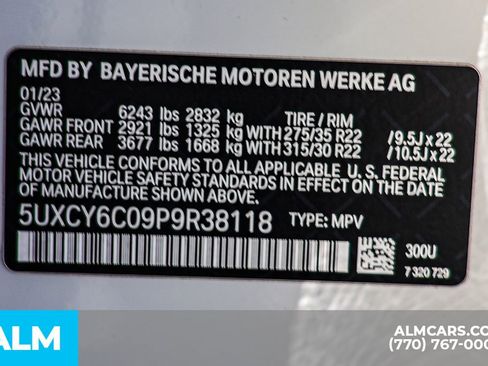 MFD BY BAYERISCHE MOTOREN WERKE AG
01/23
GVWR 6243 lbs 2832 kg TIRE / RIM
GAWR FRONT 2921 lbs 1325 kg WITH 275/35 R22 /9.5J x 22
GAWR REAR 3677 lbs 1668 kg WITH 315/30 R22 /10.5J x 22
THIS VEHICLE CONFORMS TO ALL APPLICABLE, U. S. FEDERAL
MOTOR VEHICLE SAFETY STANDARDS IN EFFECT ON THE DATE
OF MANUFACTURE SHOWN ABOVE.
5UXCY6C09P9R38118 TYPE: MPV
300U
7 320 729
ALM
ALMCARS.CO
(770) 767-000